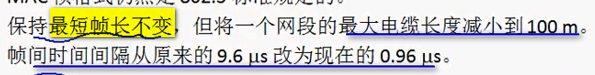 保持最短帧长不变，但将一个网段的最大电缆长度减小到 100 m。
帧间时间间隔从原来的 9.6 μs 改为现在的 0.96 μs。